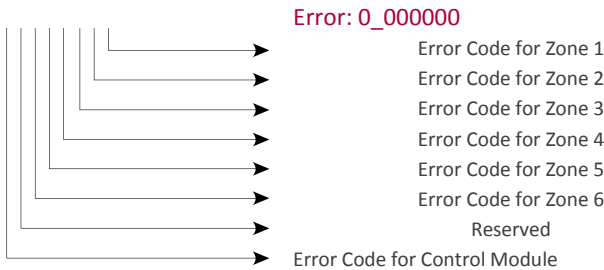 Error: 0_000000
Error Code for Zone 1
Error Code for Zone 2
Error Code for Zone 3
Error Code for Zone 4
Error Code for Zone 5
Error Code for Zone 6
Reserved
Error Code for Control Module